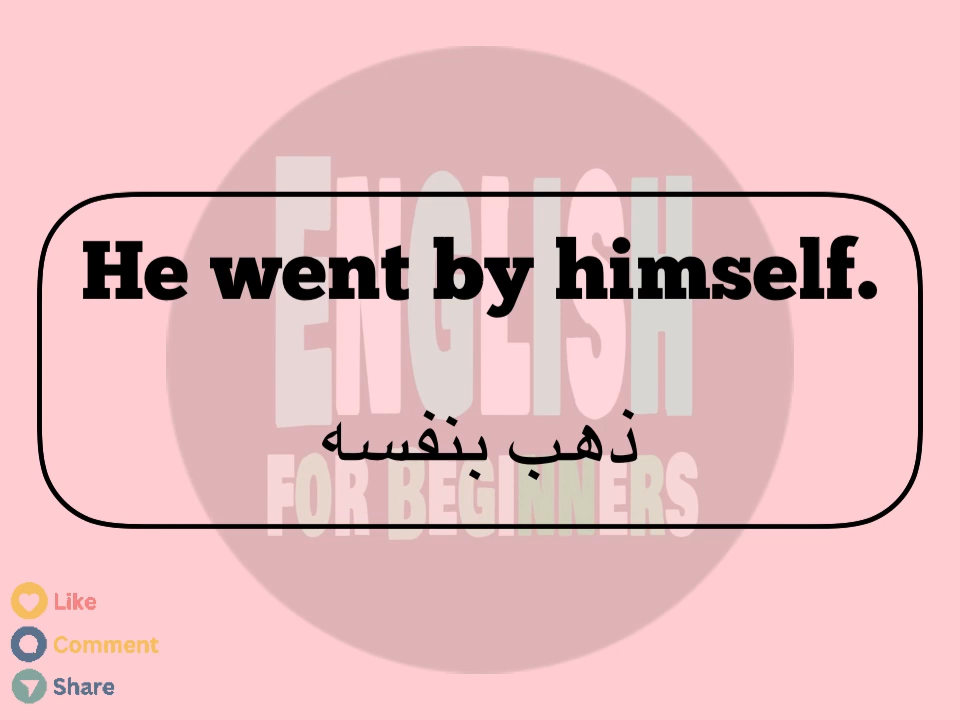 ENGLISH
He went by himself.
ذهب بنفسه
FOR BEGINNERS
Like
Comment
Share